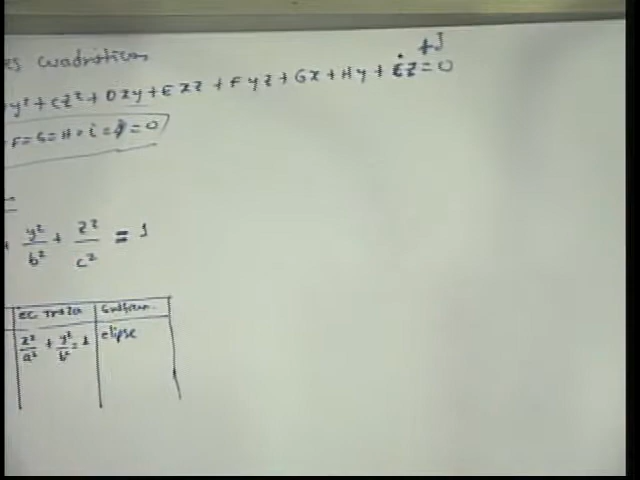 es cuadráticas
+J
y² + cz² + Dxy + Exz + Fyz + Gx + Hy + iz = 0
F = G = H = i = J = 0
+ y²/b² + z²/c² = 1
EC. Traza
x²/a² + y²/b² = 1 elipse